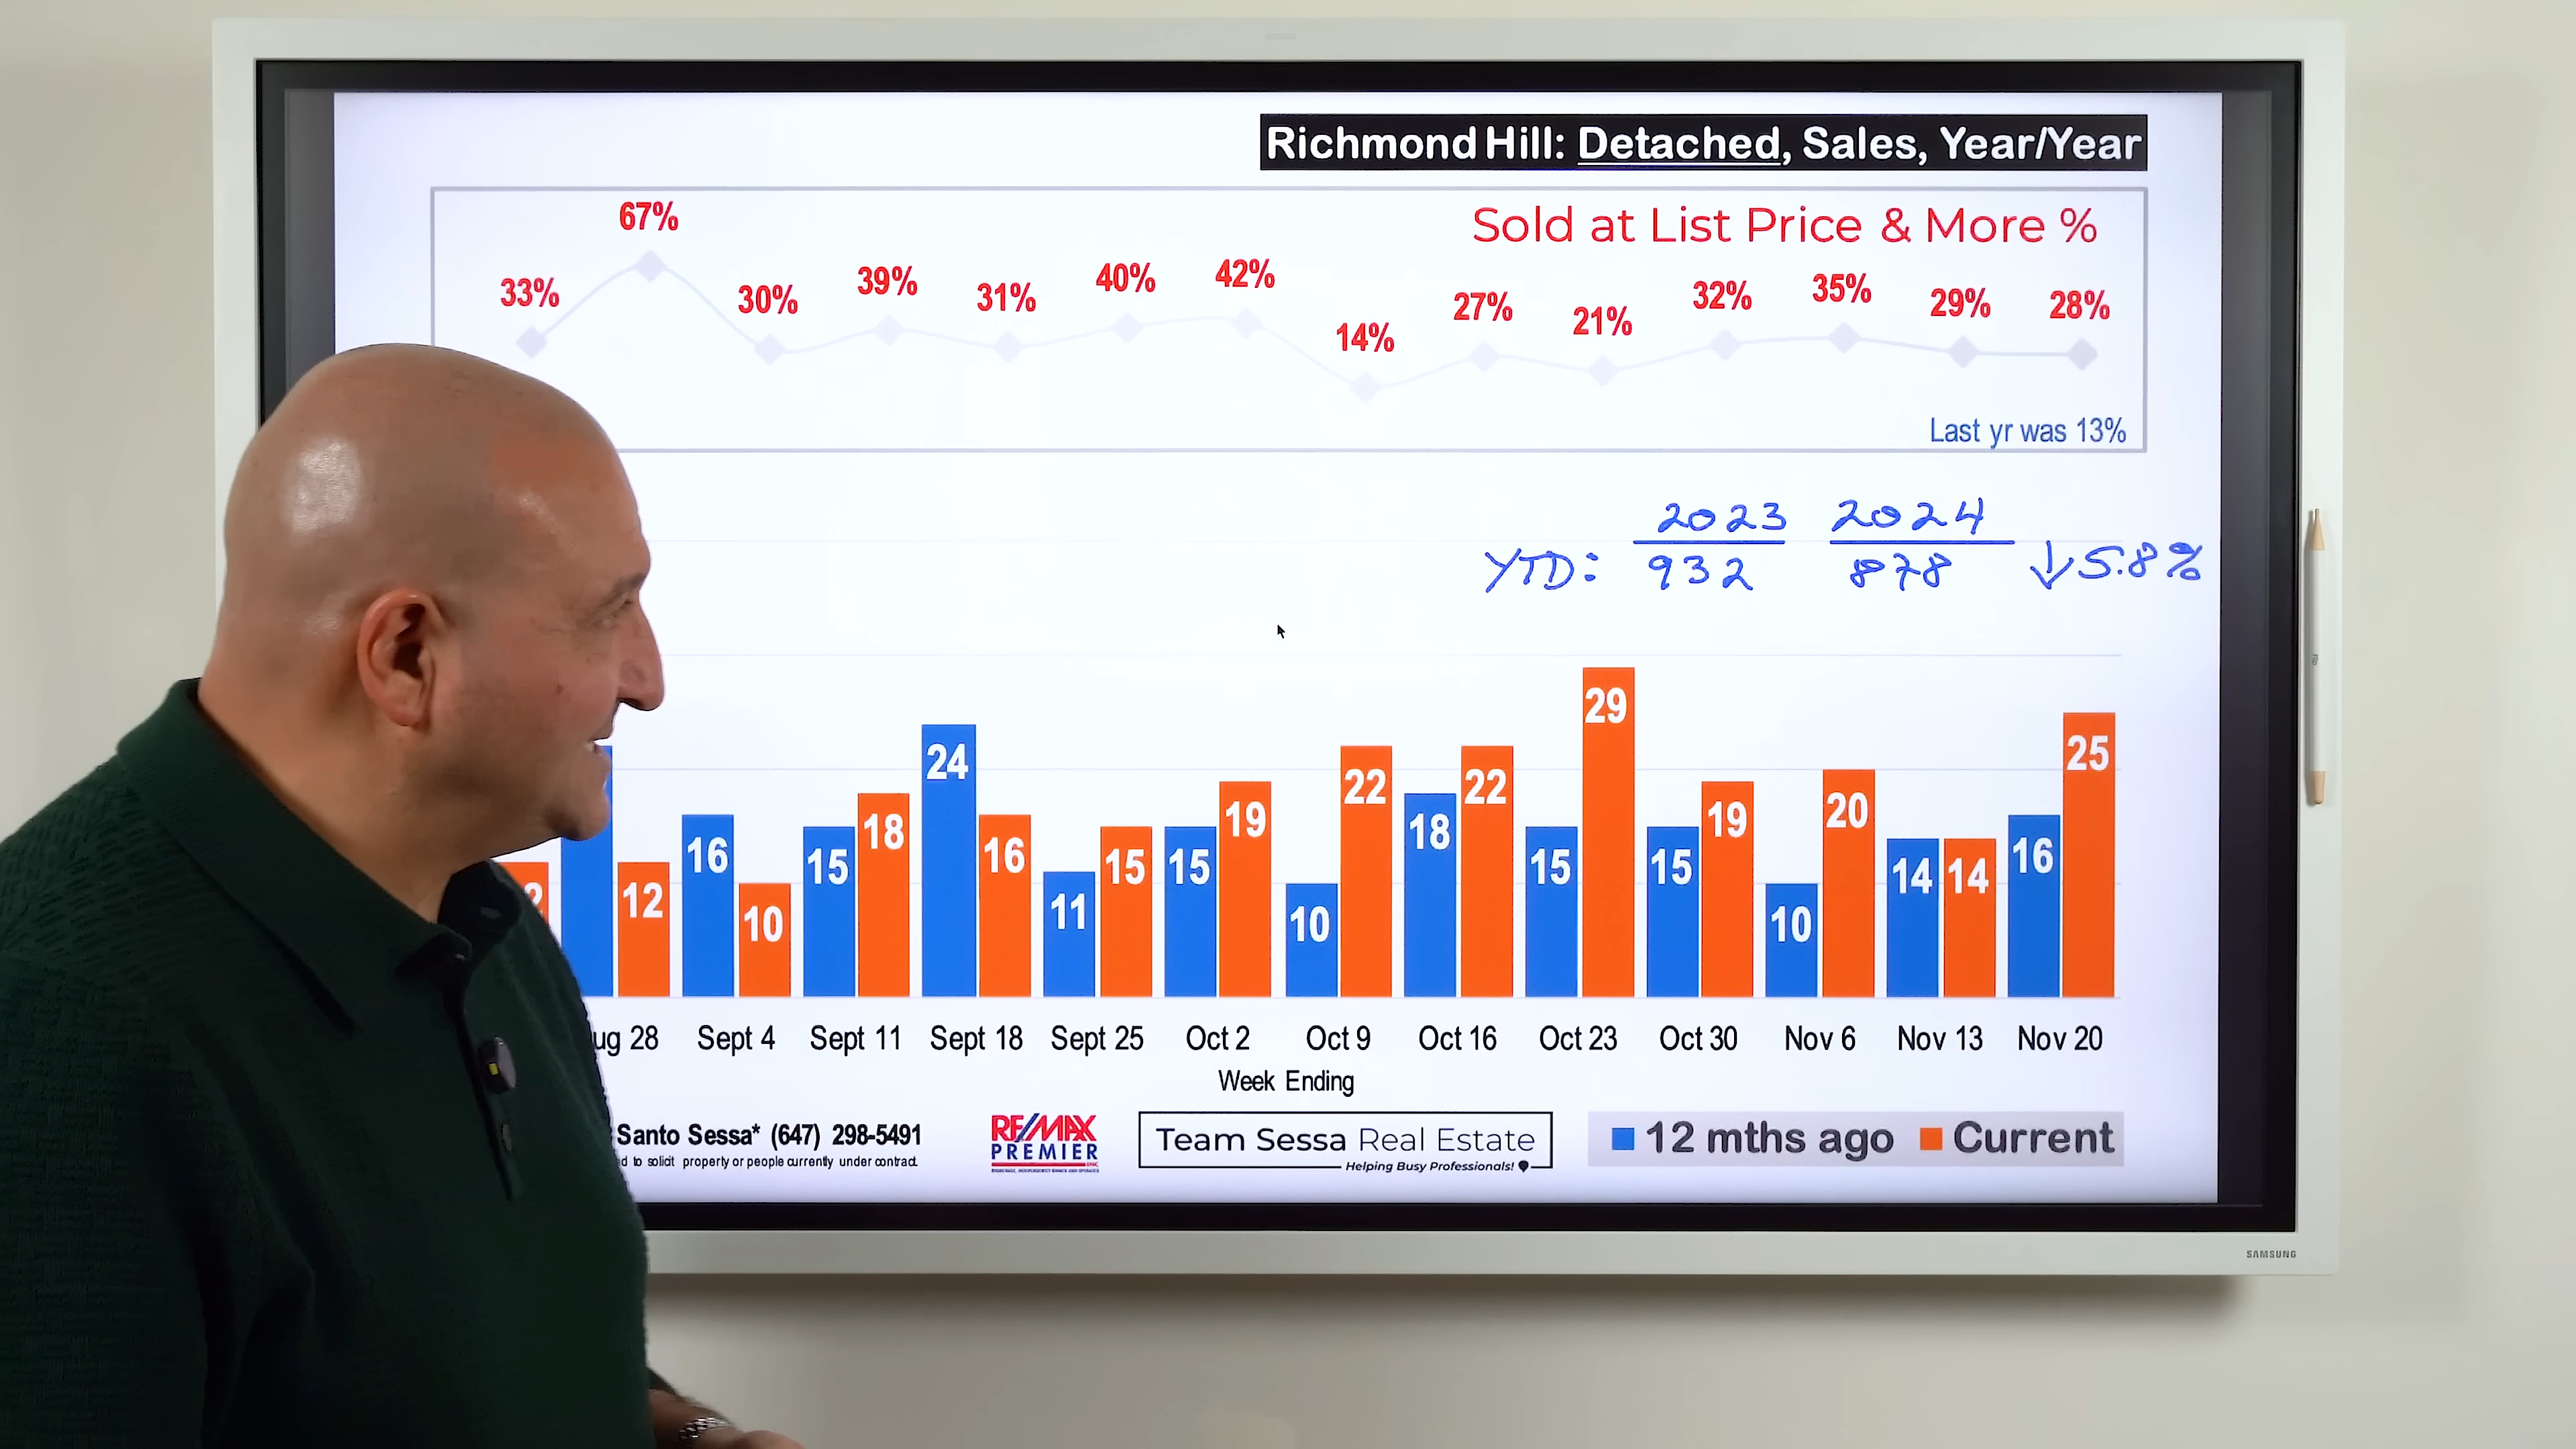 Richmond Hill: Detached, Sales, Year/Year
Sold at List Price & More %
33% 67% 30% 39% 31% 40% 42% 14% 27% 21% 32% 35% 29% 28%
Last yr was 13%
2023 2024
YTD: 932 878 ↓5.8%
12 16 10 15 18 24 16 11 15 15 19 10 22 18 22 15 29 15 19 10 20 14 14 16 25
ug 28 Sept 4 Sept 11 Sept 18 Sept 25 Oct 2 Oct 9 Oct 16 Oct 23 Oct 30 Nov 6 Nov 13 Nov 20
Week Ending
Santo Sessa* (647) 298-5491
d to solicit property or people currently under contract.
RE/MAX
PREMIER
Team Sessa Real Estate
Helping Busy Professionals!
12 mths ago Current
SAMSUNG